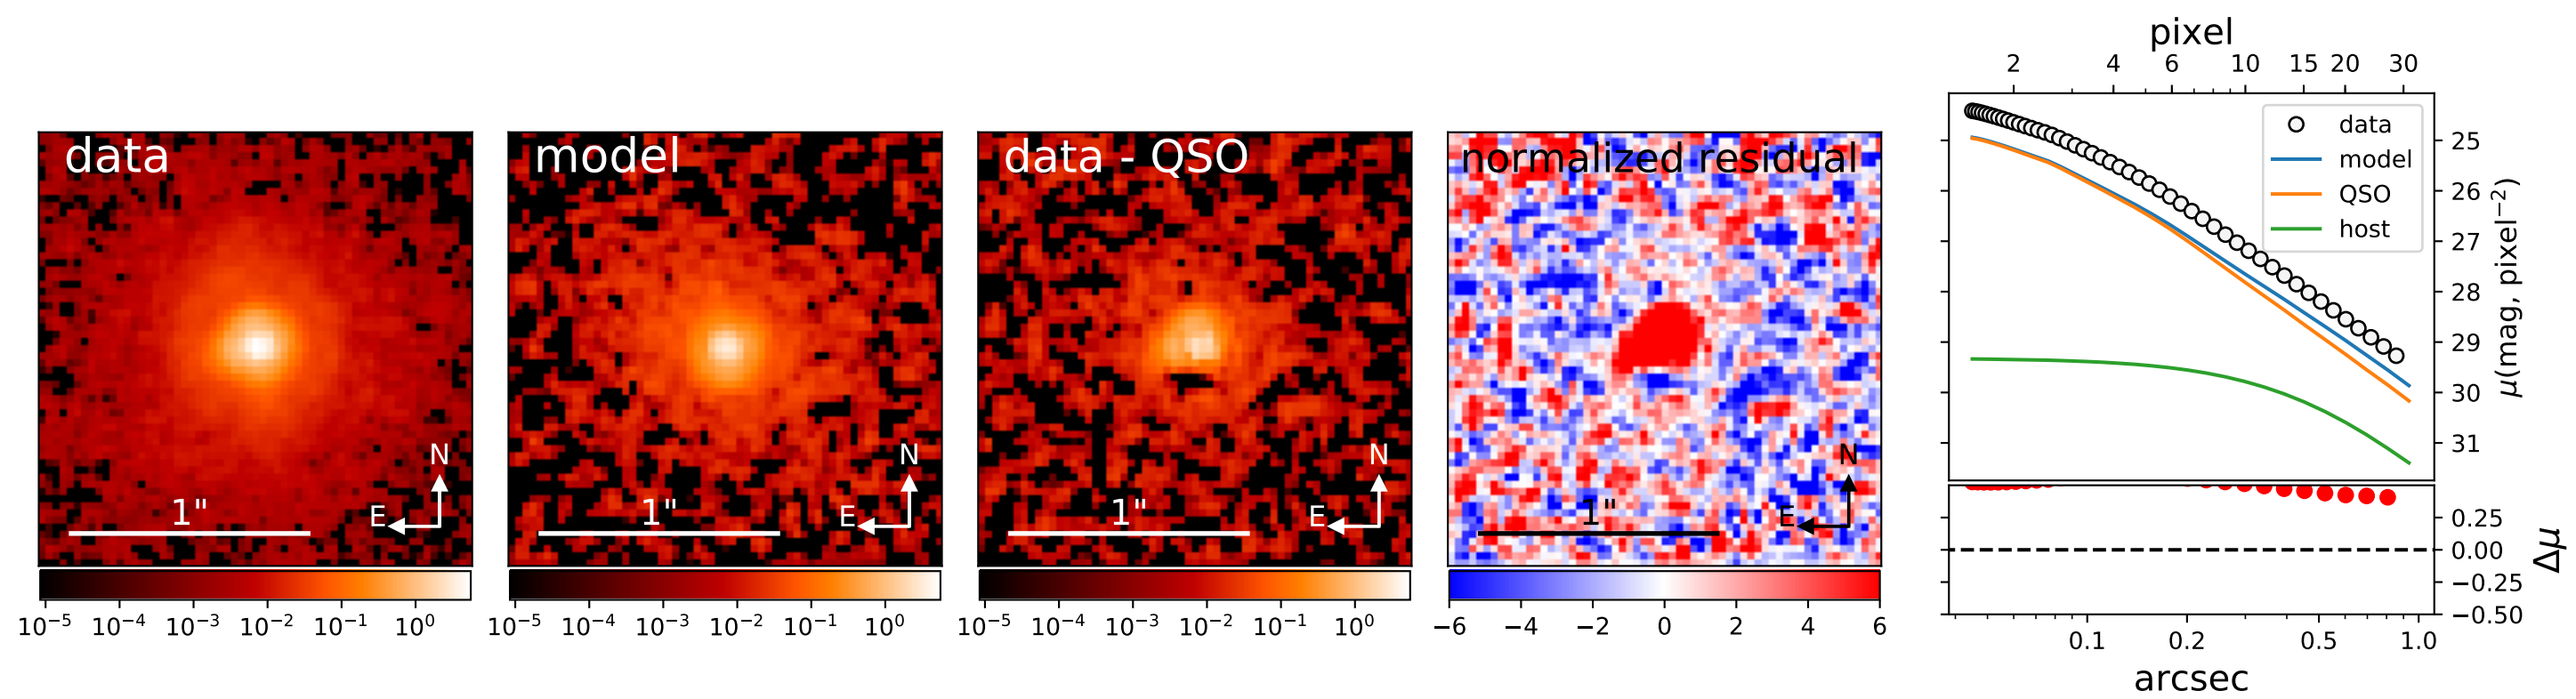 data
1"
N
E
10⁻⁵ 10⁻⁴ 10⁻³ 10⁻² 10⁻¹ 10⁰
model
1"
N
E
10⁻⁵ 10⁻⁴ 10⁻³ 10⁻² 10⁻¹ 10⁰
data - QSO
1"
N
E
10⁻⁵ 10⁻⁴ 10⁻³ 10⁻² 10⁻¹ 10⁰
normalized residual
1"
N
E
−6 −4 −2 0 2 4 6
pixel
2 4 6 10 15 20 30
data
model
QSO
host
25
26
27
28
29
30
31
μ(mag, pixel⁻²)
0.25
0.00
−0.25
−0.50
Δμ
0.1 0.2 0.5 1.0
arcsec